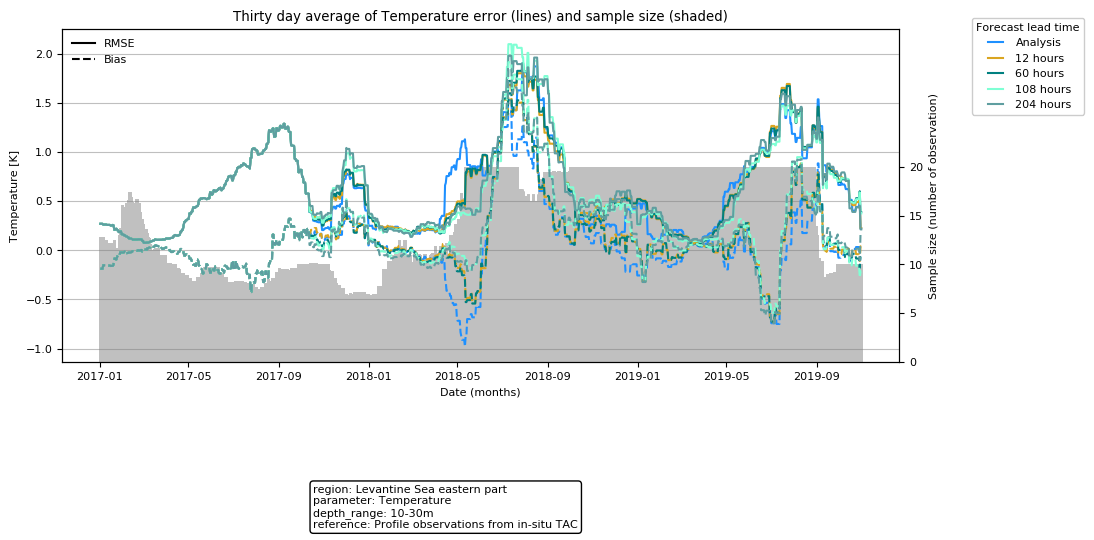 Thirty day average of Temperature error (lines) and sample size (shaded)
Forecast lead time
Analysis
12 hours
60 hours
108 hours
204 hours
RMSE
Bias
Temperature [K]
2.0
1.5
1.0
0.5
0.0
−0.5
−1.0
Sample size (number of observation)
20
15
10
5
0
2017-01 2017-05 2017-09 2018-01 2018-05 2018-09 2019-01 2019-05 2019-09
Date (months)
region: Levantine Sea eastern part
parameter: Temperature
depth_range: 10-30m
reference: Profile observations from in-situ TAC